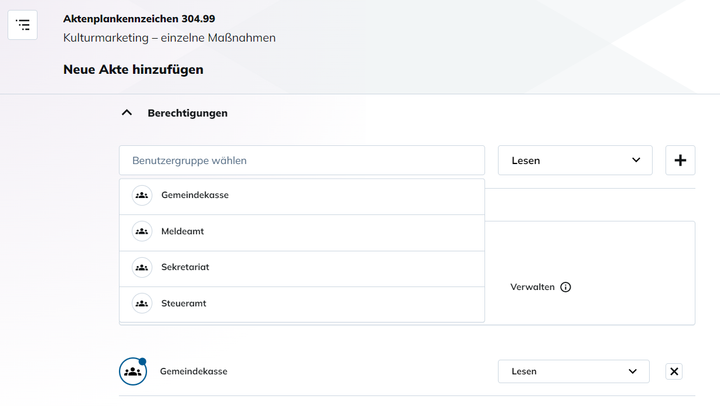 Aktenplankennzeichen 304.99
Kulturmarketing – einzelne Maßnahmen
Neue Akte hinzufügen
Berechtigungen
Benutzergruppe wählen
Lesen
Gemeindekasse
Meldeamt
Sekretariat
Steueramt
Verwalten
Gemeindekasse
Lesen